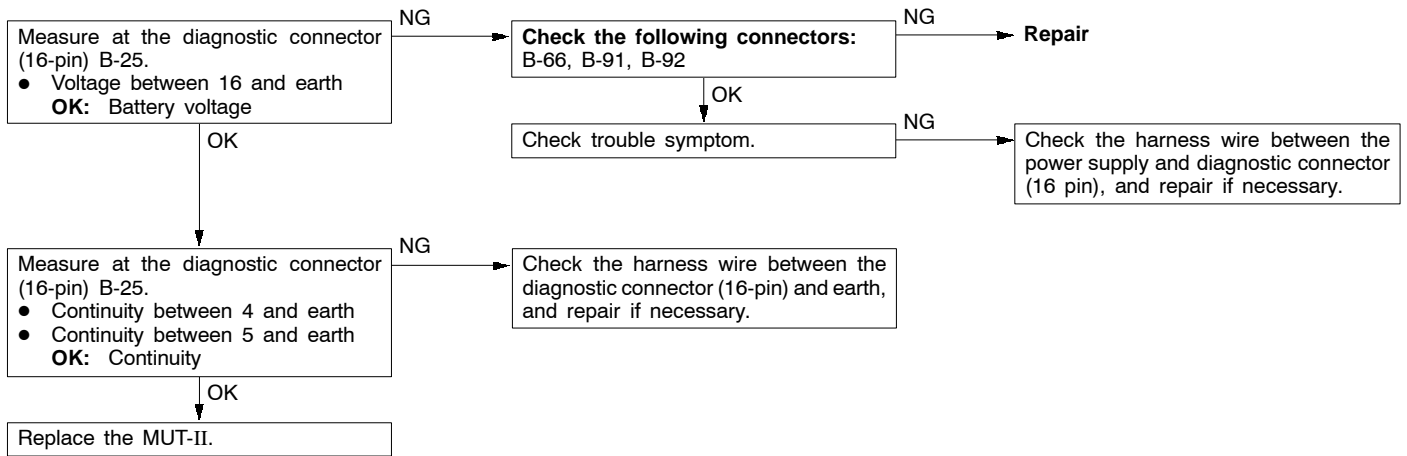 Measure at the diagnostic connector
(16-pin) B-25.
● Voltage between 16 and earth
OK: Battery voltage
NG
Check the following connectors:
B-66, B-91, B-92
NG
Repair
OK
Check trouble symptom.
NG
Check the harness wire between the
power supply and diagnostic connector
(16 pin), and repair if necessary.
OK
Measure at the diagnostic connector
(16-pin) B-25.
● Continuity between 4 and earth
● Continuity between 5 and earth
OK: Continuity
NG
Check the harness wire between the
diagnostic connector (16-pin) and earth,
and repair if necessary.
OK
Replace the MUT-II.